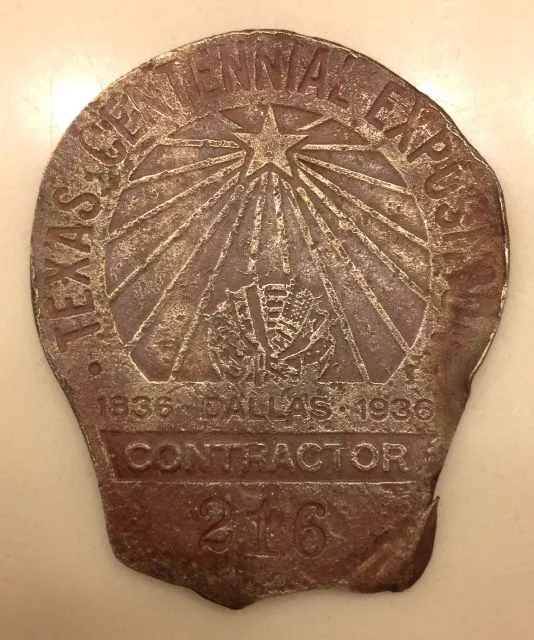 TEXAS · CENTENNIAL EXPOSITION
1836 · DALLAS · 1936
CONTRACTOR
216